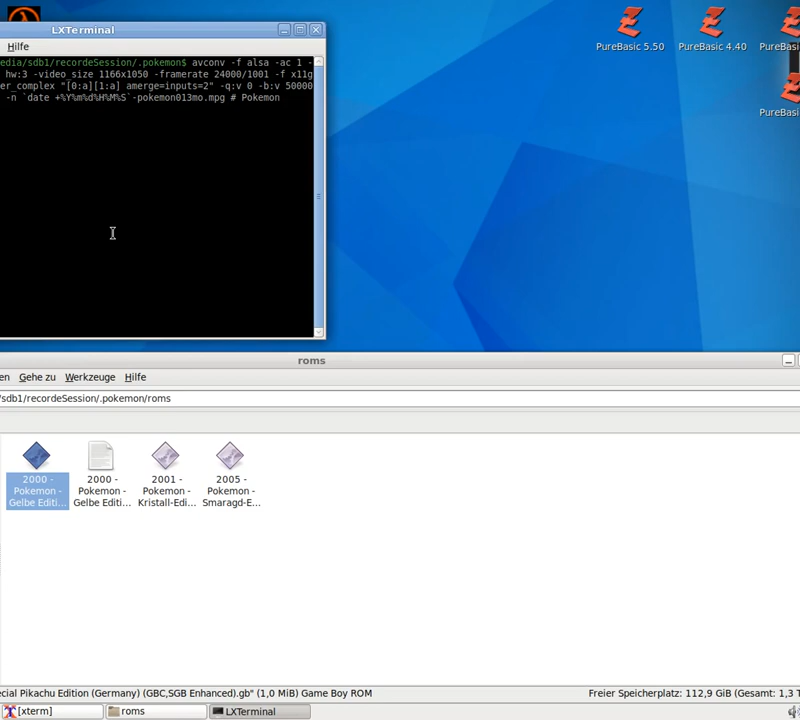 LXTerminal
Hilfe
edia/sdb1/recordeSession/.pokemon$ avconv -f alsa -ac 1 -
hw:3 -video_size 1166x1050 -framerate 24000/1001 -f x11g
er_complex "[0:a][1:a] amerge=inputs=2" -q:v 0 -b:v 50000
-n `date +%Y%m%d%H%M%S`-pokemon013mo.mpg # Pokemon
PureBasic 5.50
PureBasic 4.40
PureBasi
PureBasi
roms
en Gehe zu Werkzeuge Hilfe
/sdb1/recordeSession/.pokemon/roms
2000 -
Pokemon -
Gelbe Editi...
2000 -
Pokemon -
Gelbe Editi...
2001 -
Pokemon -
Kristall-Edi...
2005 -
Pokemon -
Smaragd-E...
ecial Pikachu Edition (Germany) (GBC,SGB Enhanced).gb" (1,0 MiB) Game Boy ROM
Freier Speicherplatz: 112,9 GiB (Gesamt: 1,3 T
[xterm]
roms
LXTerminal